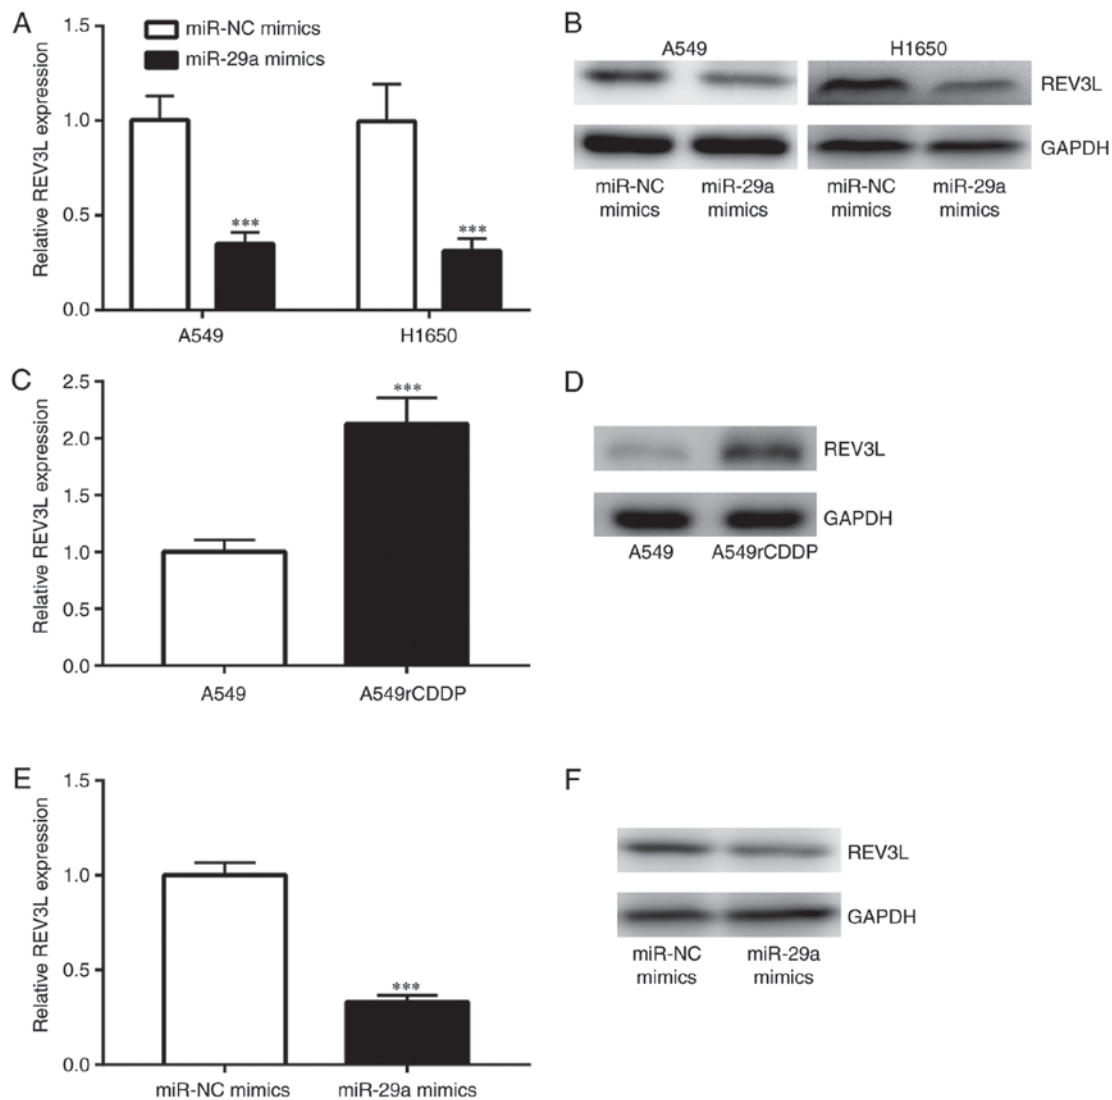 A
1.5
1.0
0.5
0.0
Relative REV3L expression
miR-NC mimics
miR-29a mimics
***
***
A549
H1650
B
A549
H1650
REV3L
GAPDH
miR-NC
mimics
miR-29a
mimics
miR-NC
mimics
miR-29a
mimics
C
2.5
2.0
1.5
1.0
0.5
0.0
Relative REV3L expression
***
A549
A549rCDDP
D
REV3L
GAPDH
A549
A549rCDDP
E
1.5
1.0
0.5
0.0
Relative REV3L expression
***
miR-NC mimics
miR-29a mimics
F
REV3L
GAPDH
miR-NC
mimics
miR-29a
mimics